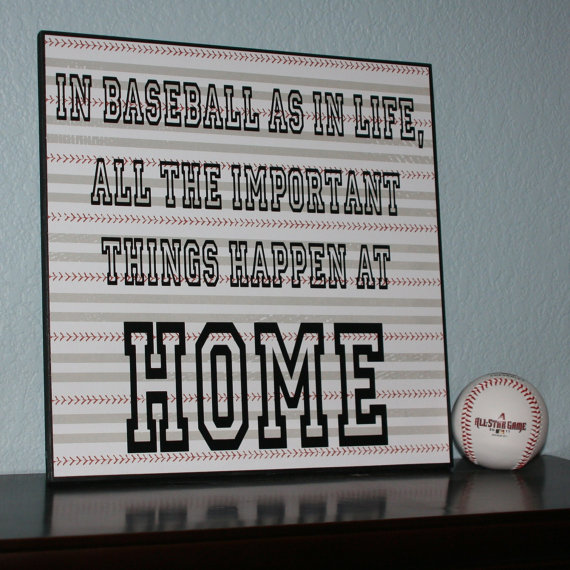 IN BASEBALL AS IN LIFE,
ALL THE IMPORTANT
THINGS HAPPEN AT
HOME
ALL-STAR GAME